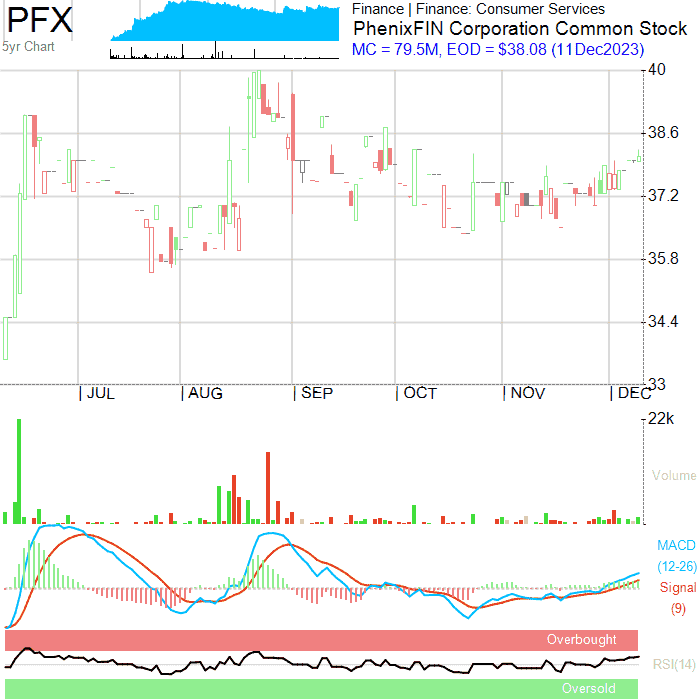 PFX
5yr Chart
Finance | Finance: Consumer Services
PhenixFIN Corporation Common Stock
MC = 79.5M, EOD = $38.08 (11Dec2023)
40
38.6
37.2
35.8
34.4
33
| JUL | AUG | SEP | OCT | NOV | DEC
22k
Volume
MACD
(12-26)
Signal
(9)
Overbought
RSI(14)
Oversold